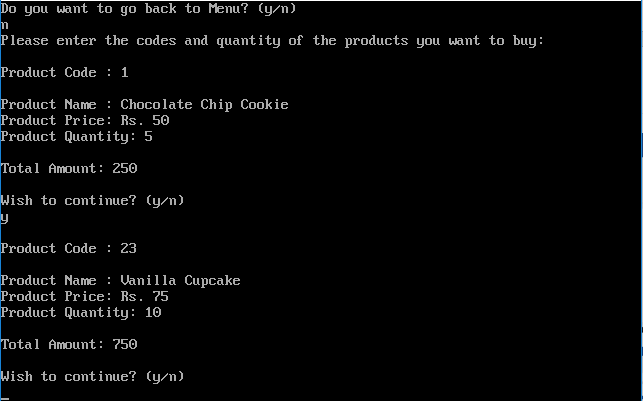 Do you want to go back to Menu? (y/n)
n
Please enter the codes and quantity of the products you want to buy:
Product Code : 1
Product Name : Chocolate Chip Cookie
Product Price: Rs. 50
Product Quantity: 5
Total Amount: 250
Wish to continue? (y/n)
y
Product Code : 23
Product Name : Vanilla Cupcake
Product Price: Rs. 75
Product Quantity: 10
Total Amount: 750
Wish to continue? (y/n)